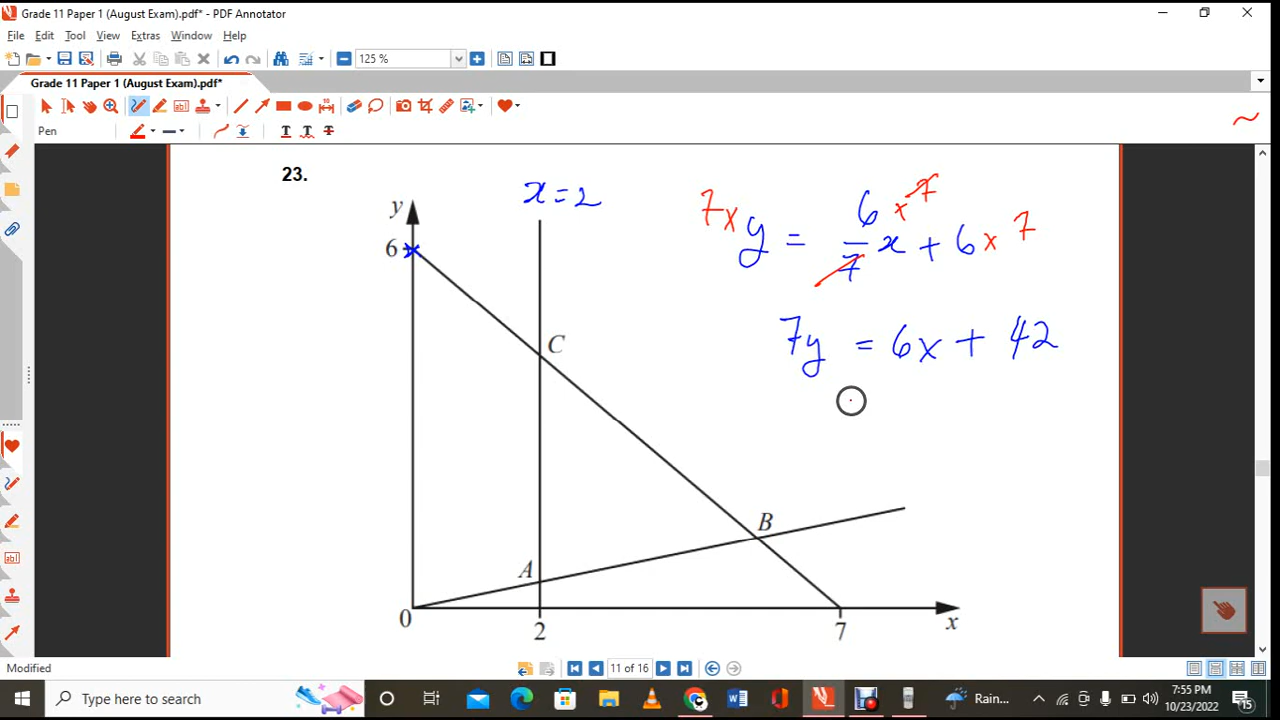 Grade 11 Paper 1 (August Exam).pdf* - PDF Annotator
File Edit Tool View Extras Window Help
125 %
Grade 11 Paper 1 (August Exam).pdf*
Pen
23.
x = 2
y
6
C
B
A
0
2
7
x
7x y = 6/7 x 7 x + 6 x 7
7y = 6x + 42
Modified
11 of 16
Type here to search
Rain...
7:55 PM
10/23/2022
15